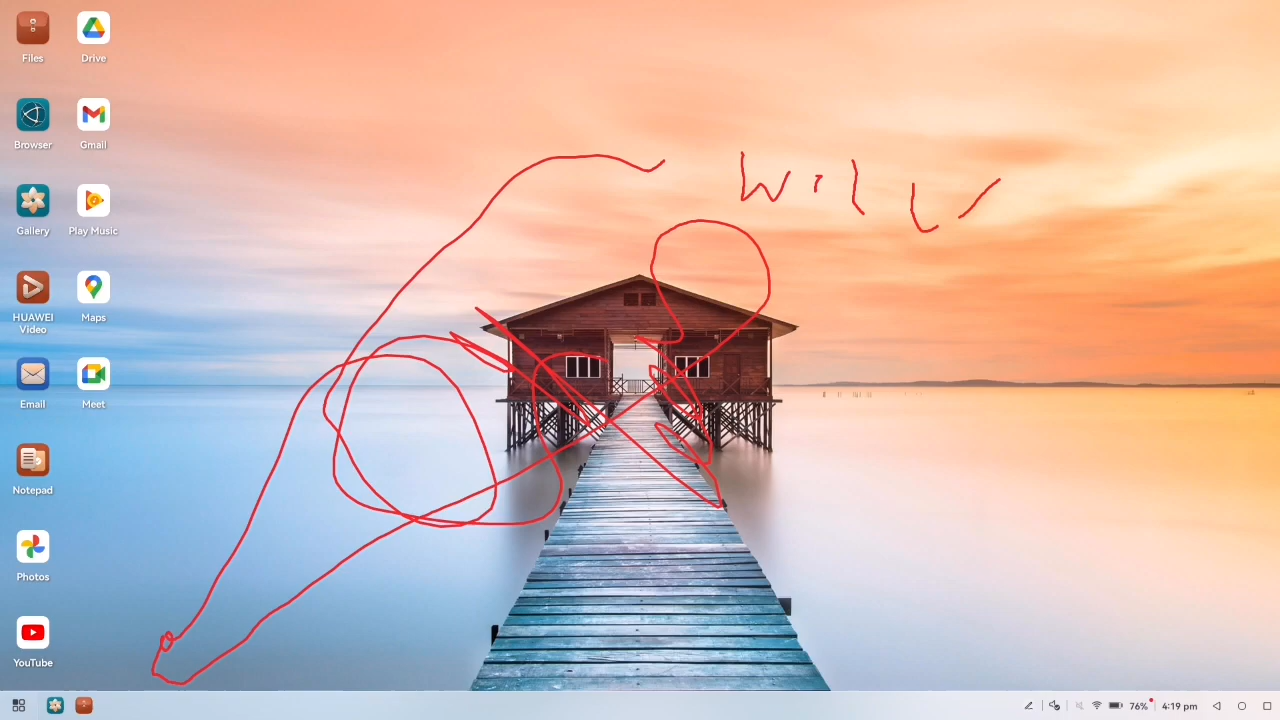 Files
Drive
Browser
Gmail
Gallery
Play Music
HUAWEI
Video
Maps
Email
Meet
Notepad
Photos
YouTube
76%
4:19 pm